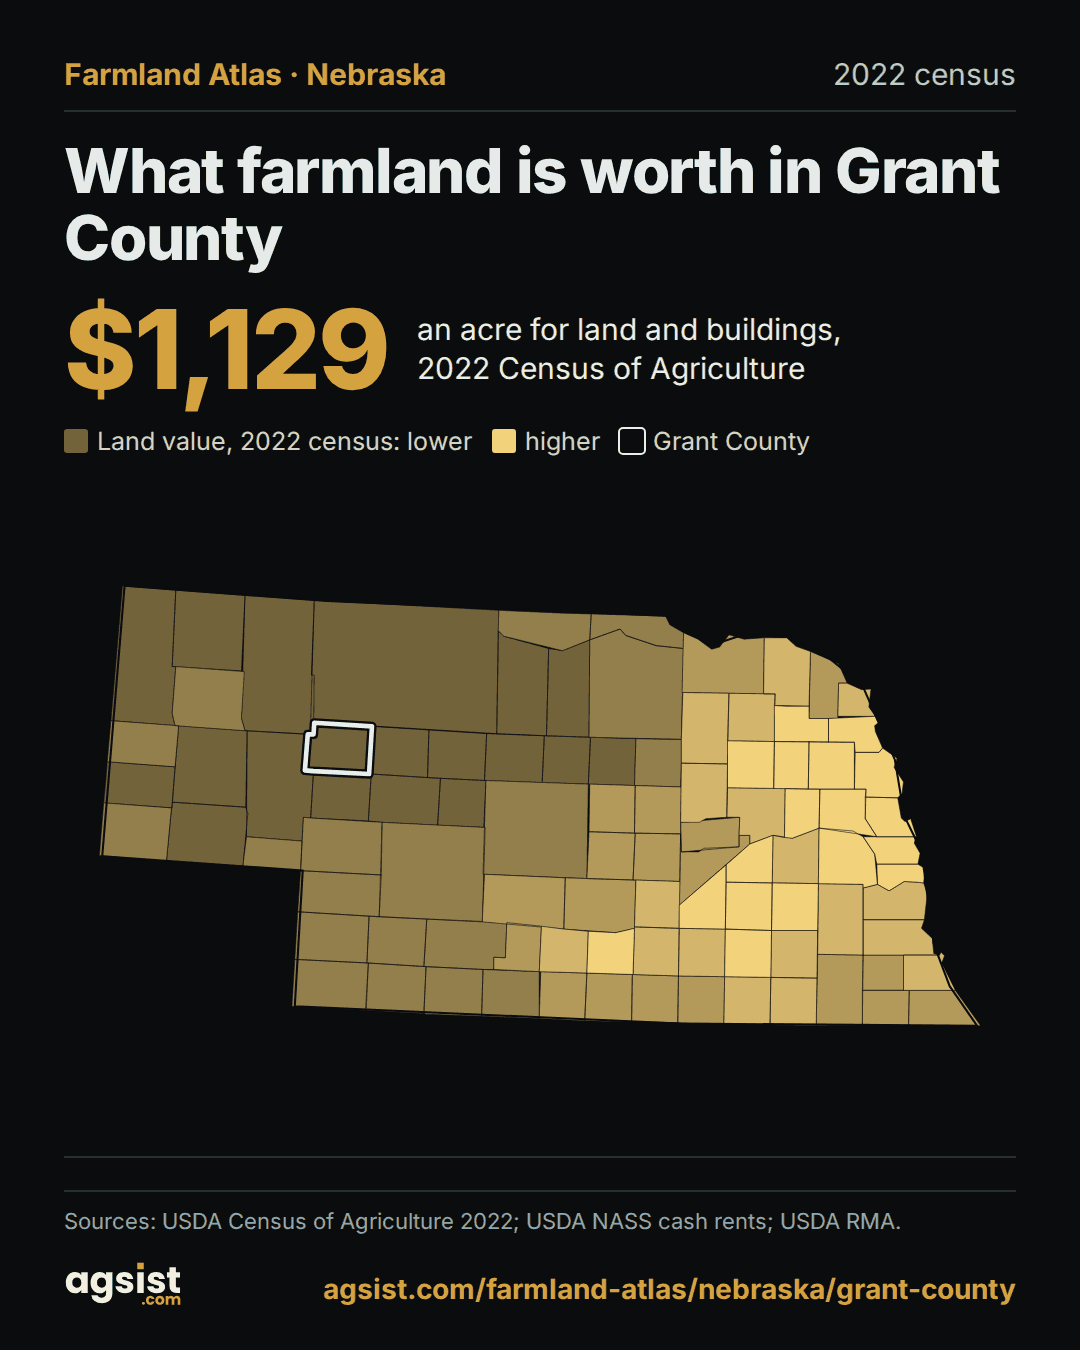 Farmland Atlas · Nebraska
2022 census
What farmland is worth in Grant
County
$1,129
an acre for land and buildings,
2022 Census of Agriculture
Land value, 2022 census: lower
higher
Grant County
Sources: USDA Census of Agriculture 2022; USDA NASS cash rents; USDA RMA.
agsist
.com
agsist.com/farmland-atlas/nebraska/grant-county